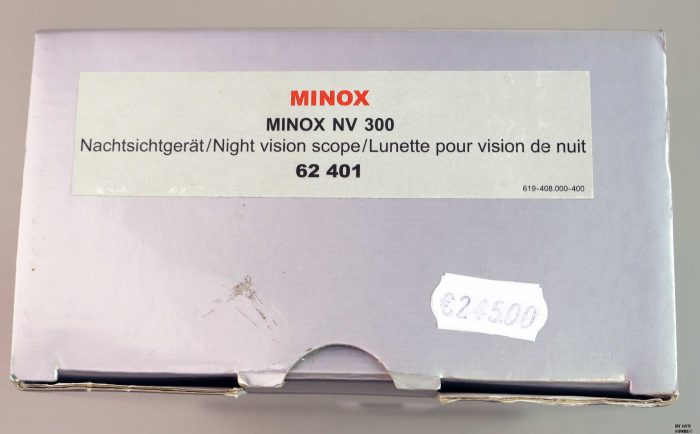 MINOX
MINOX NV 300
Nachtsichtgerät/Night vision scope/Lunette pour vision de nuit
62 401
619-408.000-400
€245.00